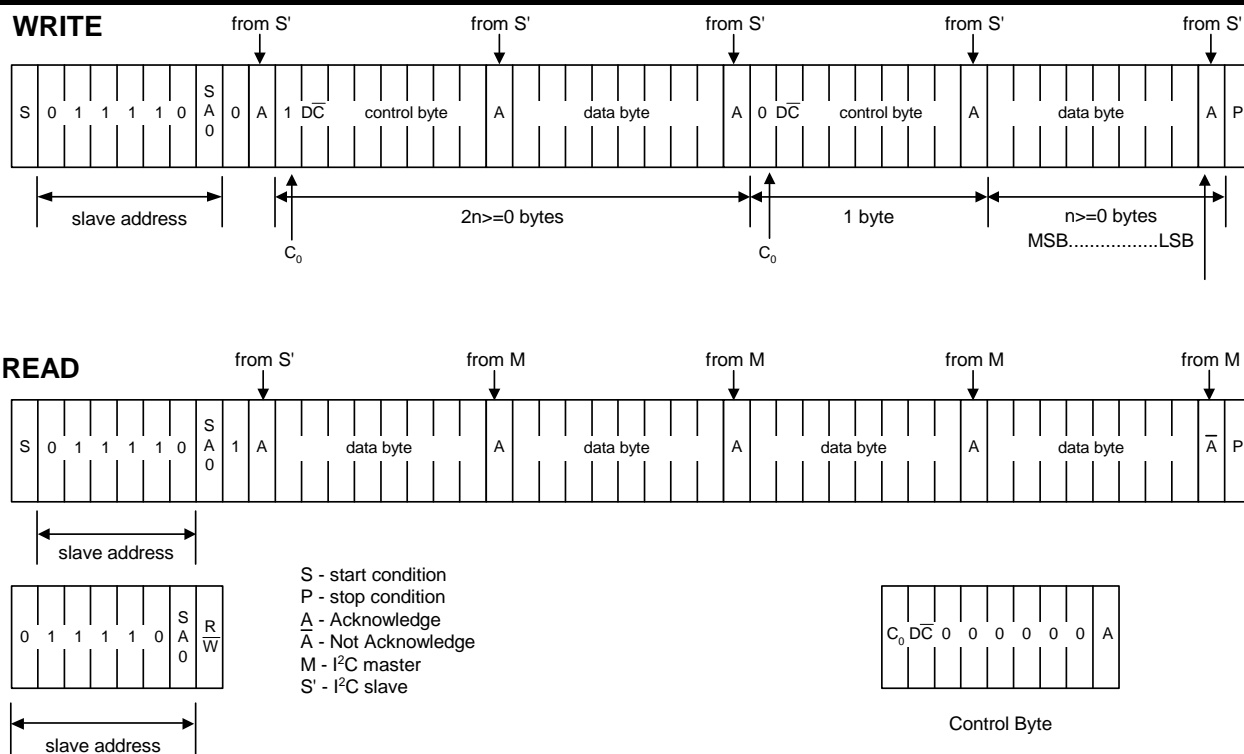 WRITE
from S' from S' from S' from S' from S'
S 0 1 1 1 1 0 SA0 0 A 1 DC̅ control byte A data byte A 0 DC̅ control byte A data byte A P
slave address 2n>=0 bytes 1 byte n>=0 bytes
MSB.................LSB
C₀ C₀
READ
from S' from M from M from M from M
S 0 1 1 1 1 0 SA0 1 A data byte A data byte A data byte A data byte A̅ P
slave address
S - start condition
P - stop condition
A - Acknowledge
A̅ - Not Acknowledge
M - I²C master
S' - I²C slave
0 1 1 1 1 0 SA0 R/W̅
slave address
C₀ DC̅ 0 0 0 0 0 0 A
Control Byte